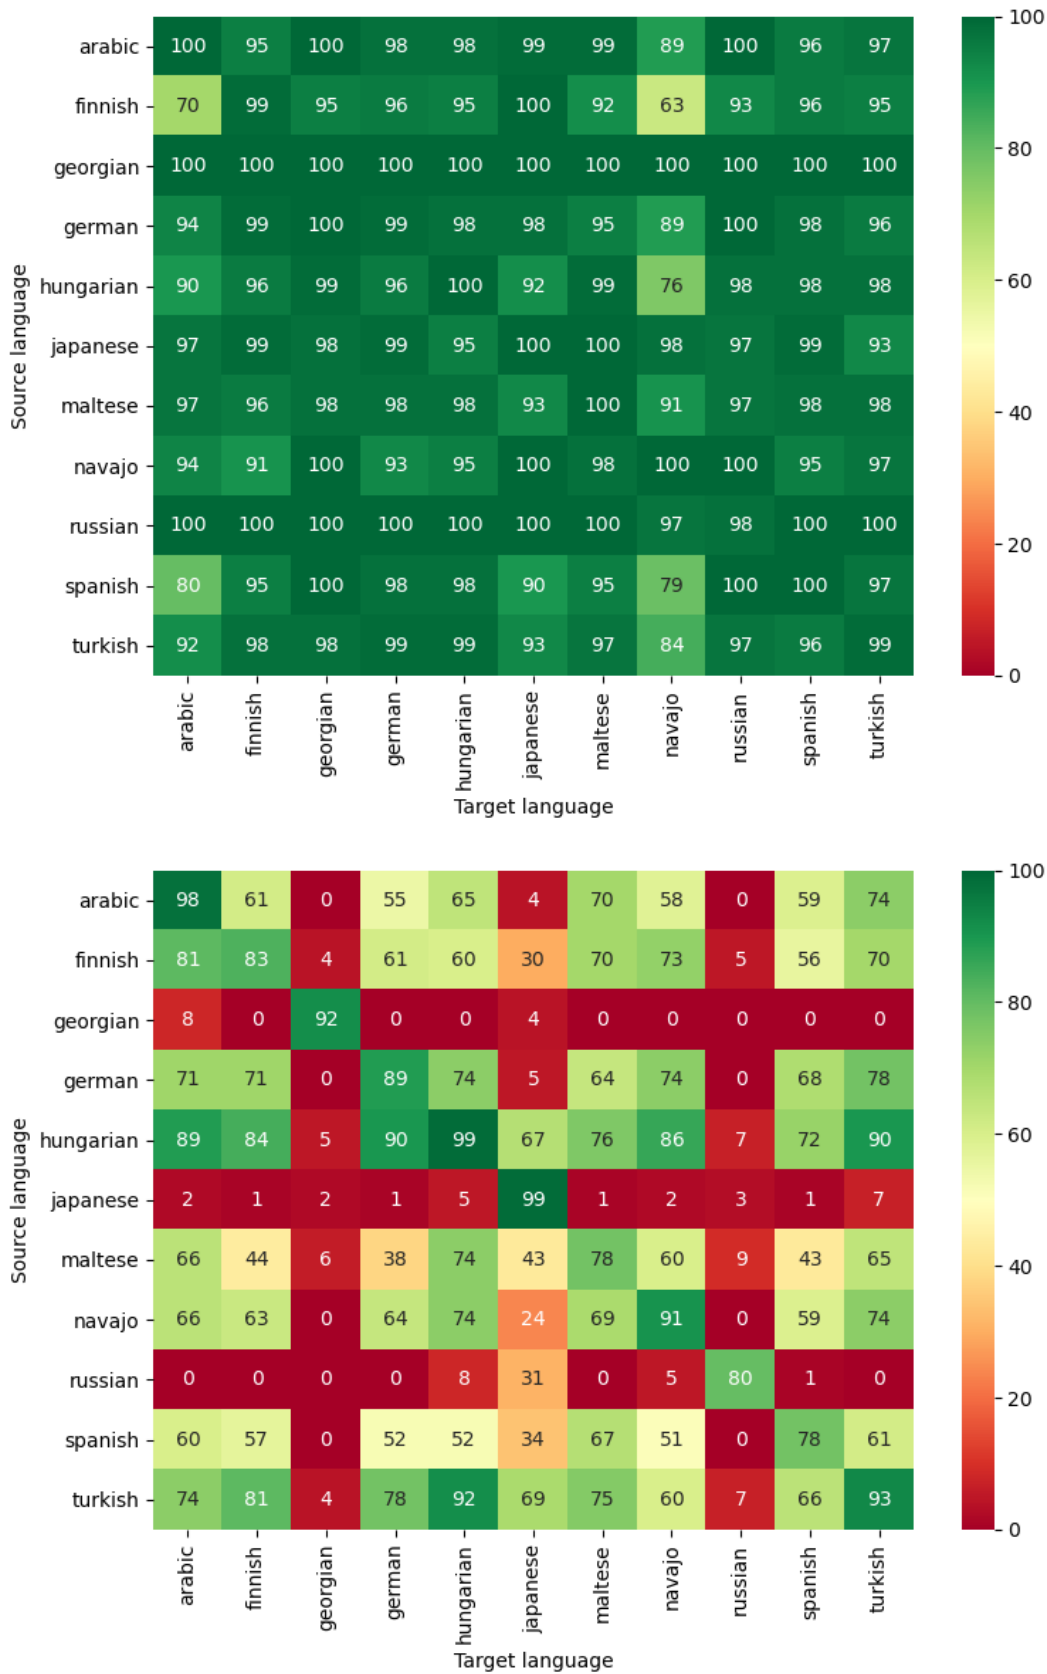 arabic 100 95 100 98 98 99 99 89 100 96 97 100
finnish 70 99 95 96 95 100 92 63 93 96 95
georgian 100 100 100 100 100 100 100 100 100 100 100 80
german 94 99 100 99 98 98 95 89 100 98 96
hungarian 90 96 99 96 100 92 99 76 98 98 98 60
japanese 97 99 98 99 95 100 100 98 97 99 93
maltese 97 96 98 98 98 93 100 91 97 98 98 40
navajo 94 91 100 93 95 100 98 100 100 95 97
russian 100 100 100 100 100 100 100 97 98 100 100 20
spanish 80 95 100 98 98 90 95 79 100 100 97
turkish 92 98 98 99 99 93 97 84 97 96 99 0
Source language
arabic finnish georgian german hungarian japanese maltese navajo russian spanish turkish
Target language
arabic 98 61 0 55 65 4 70 58 0 59 74 100
finnish 81 83 4 61 60 30 70 73 5 56 70
georgian 8 0 92 0 0 4 0 0 0 0 0 80
german 71 71 0 89 74 5 64 74 0 68 78
hungarian 89 84 5 90 99 67 76 86 7 72 90 60
japanese 2 1 2 1 5 99 1 2 3 1 7
maltese 66 44 6 38 74 43 78 60 9 43 65 40
navajo 66 63 0 64 74 24 69 91 0 59 74
russian 0 0 0 0 8 31 0 5 80 1 0 20
spanish 60 57 0 52 52 34 67 51 0 78 61
turkish 74 81 4 78 92 69 75 60 7 66 93 0
Source language
arabic finnish georgian german hungarian japanese maltese navajo russian spanish turkish
Target language